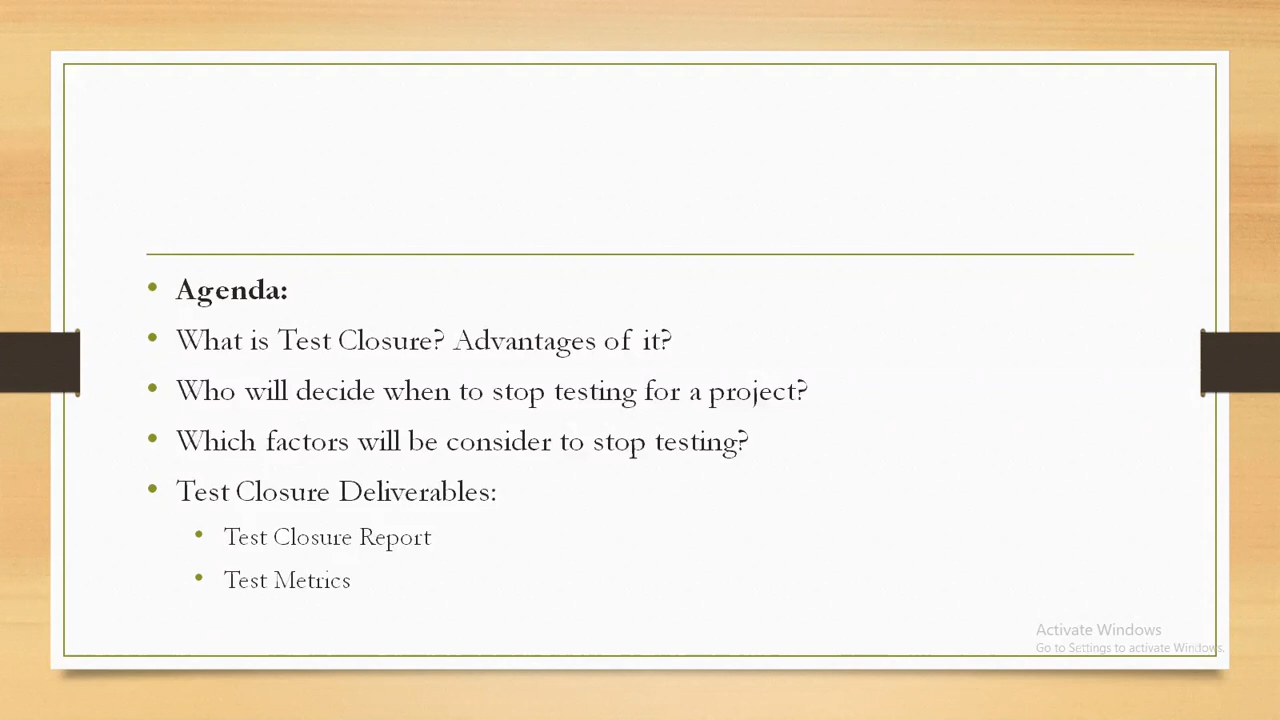 Agenda:
What is Test Closure? Advantages of it?
Who will decide when to stop testing for a project?
Which factors will be consider to stop testing?
Test Closure Deliverables:
Test Closure Report
Test Metrics
Activate Windows
Go to Settings to activate Windows.